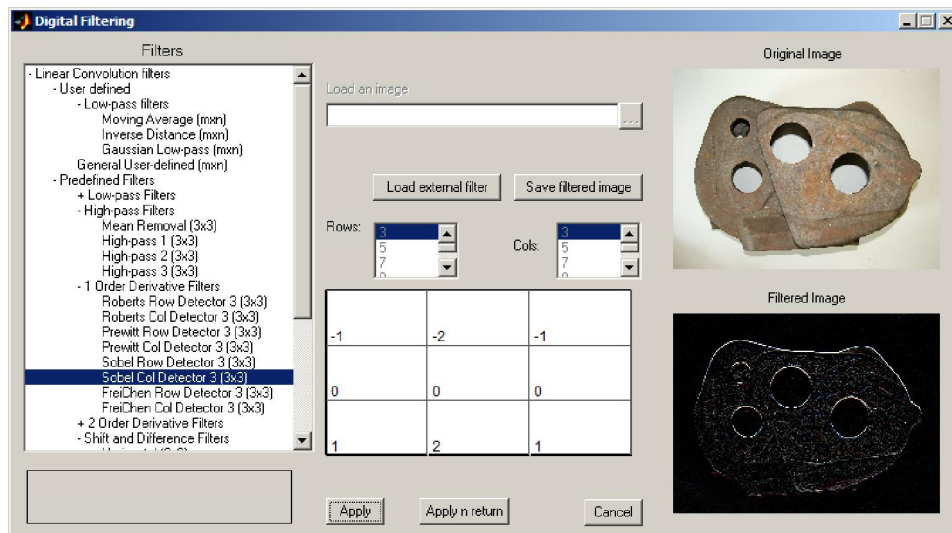 Digital Filtering
Filters
- Linear Convolution filters
- User defined
- Low-pass filters
Moving Average (mxn)
Inverse Distance (mxn)
Gaussian Low-pass (mxn)
General User-defined (mxn)
- Predefined Filters
+ Low-pass Filters
- High-pass Filters
Mean Removal (3x3)
High-pass 1 (3x3)
High-pass 2 (3x3)
High-pass 3 (3x3)
- 1 Order Derivative Filters
Roberts Row Detector 3 (3x3)
Roberts Col Detector 3 (3x3)
Prewitt Row Detector 3 (3x3)
Prewitt Col Detector 3 (3x3)
Sobel Row Detector 3 (3x3)
Sobel Col Detector 3 (3x3)
FreiChen Row Detector 3 (3x3)
FreiChen Col Detector 3 (3x3)
+ 2 Order Derivative Filters
- Shift and Difference Filters
Load an image
...
Load external filter
Save filtered image
Rows:
3
5
7
Cols:
3
5
7
-1 -2 -1
0 0 0
1 2 1
Apply
Apply n return
Cancel
Original Image
Filtered Image